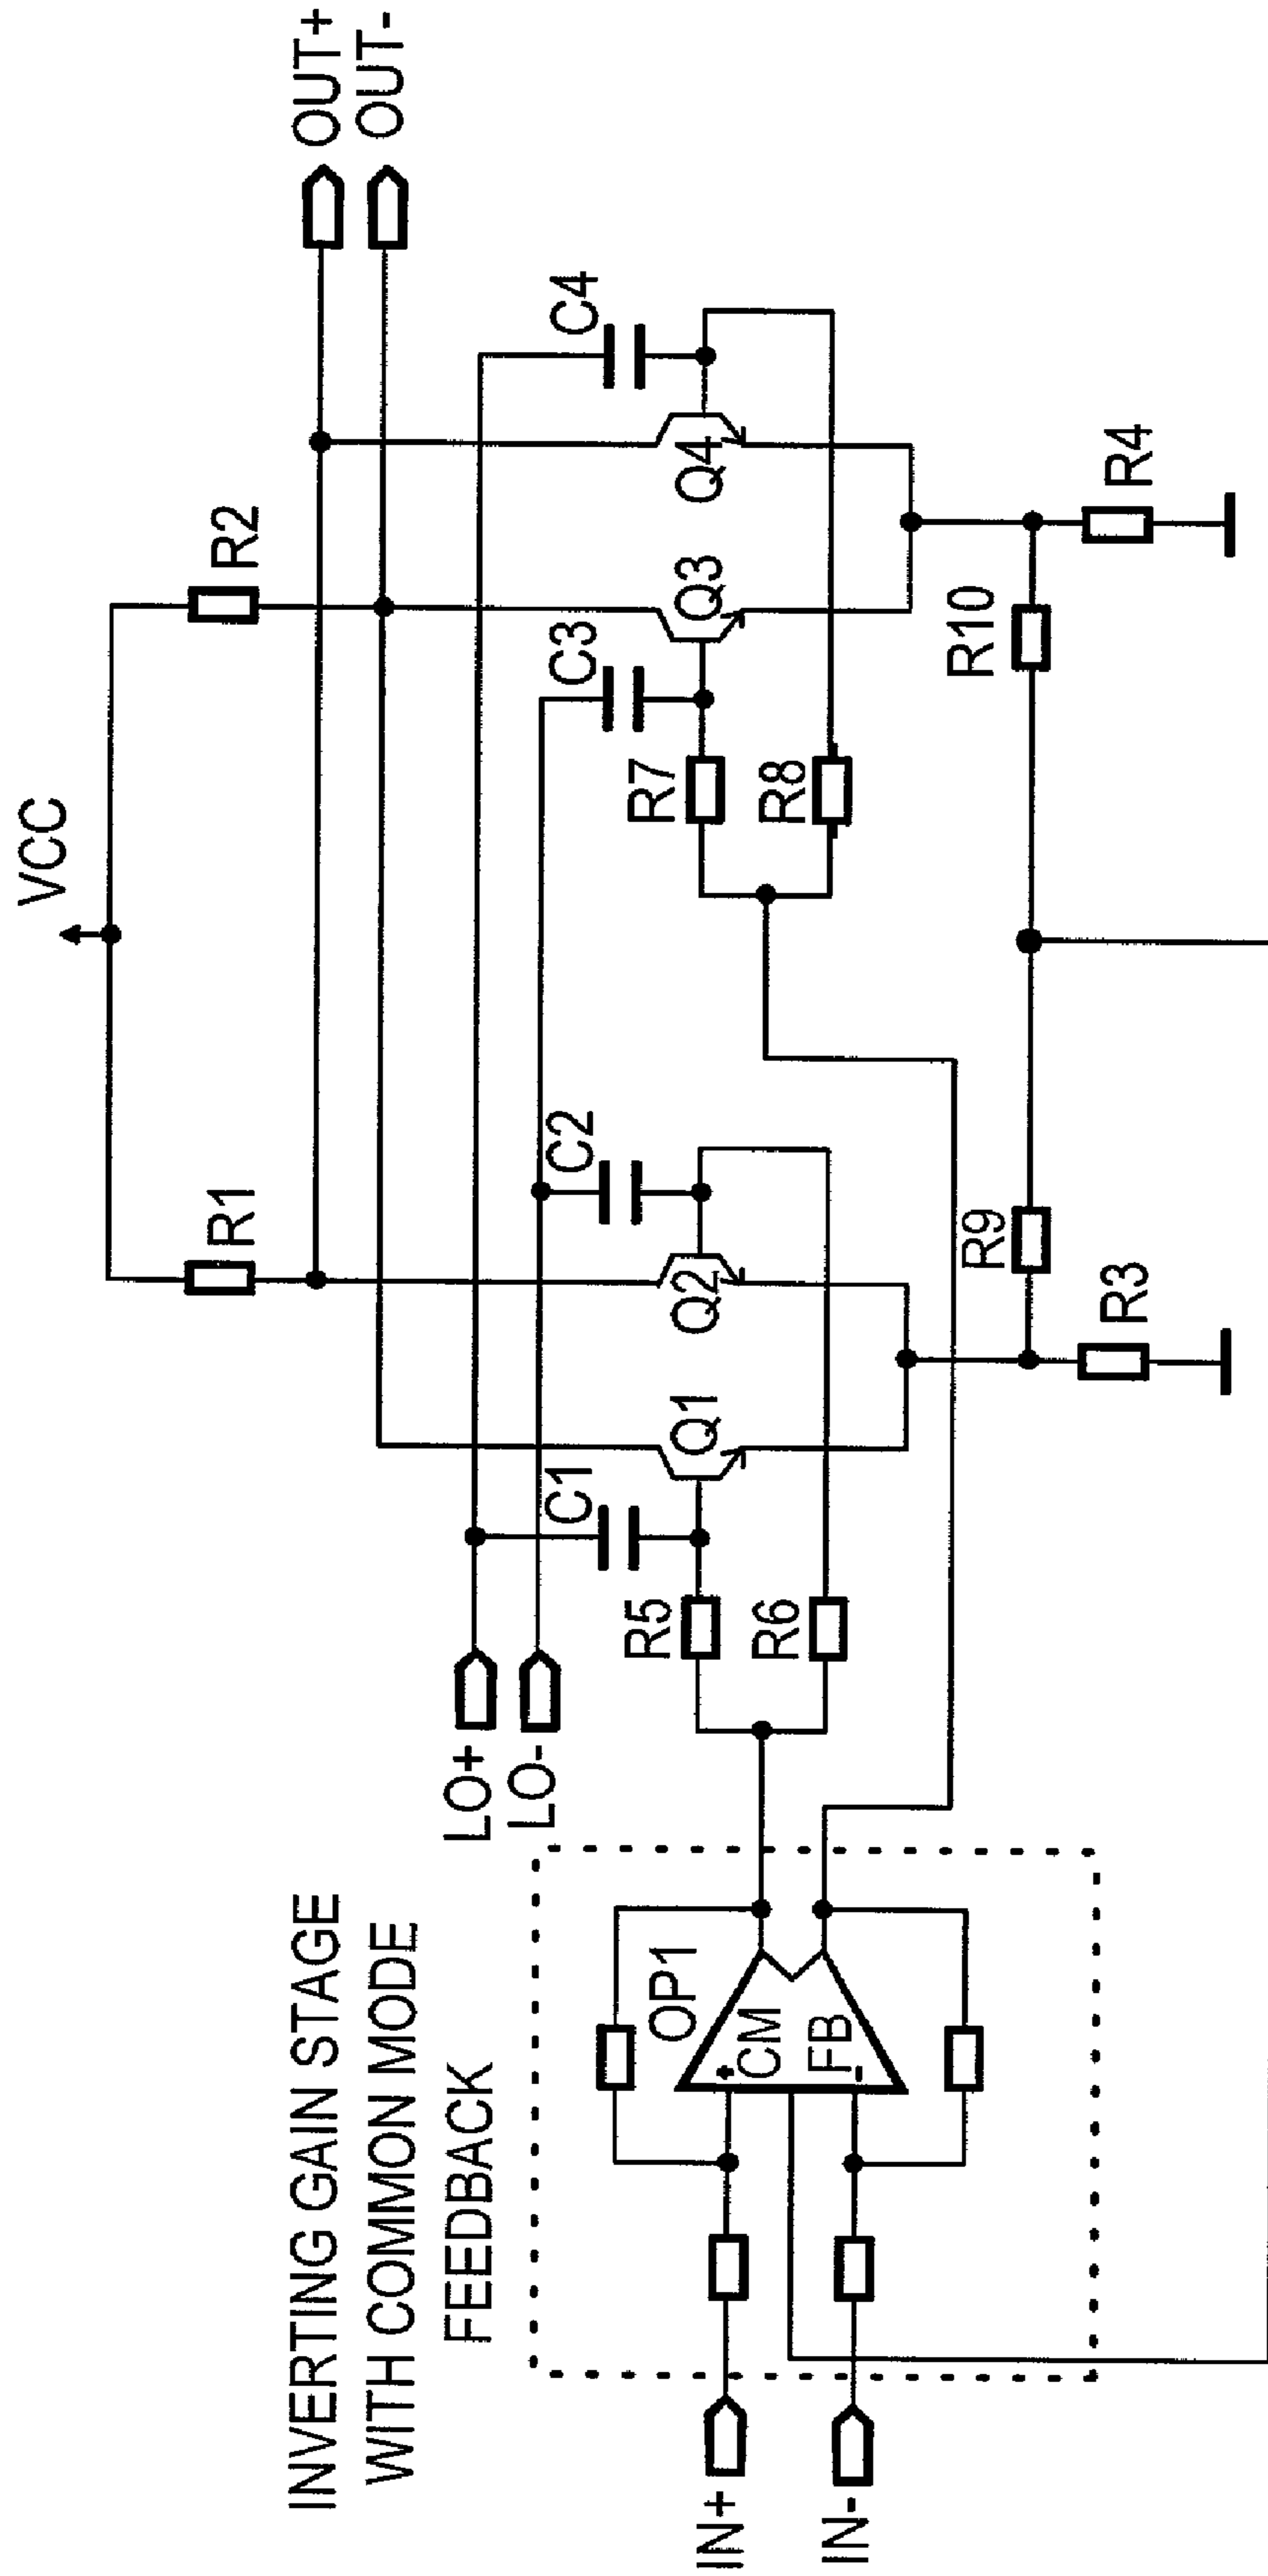 VCC
R1
R2
OUT+
OUT-
INVERTING GAIN STAGE
WITH COMMON MODE
FEEDBACK
LO+
LO-
C1
C2
C3
C4
R5
Q1
Q2
R7
Q3
Q4
R6
R8
IN+
IN-
OP1
+
CM
FB
-
R9
R10
R3
R4